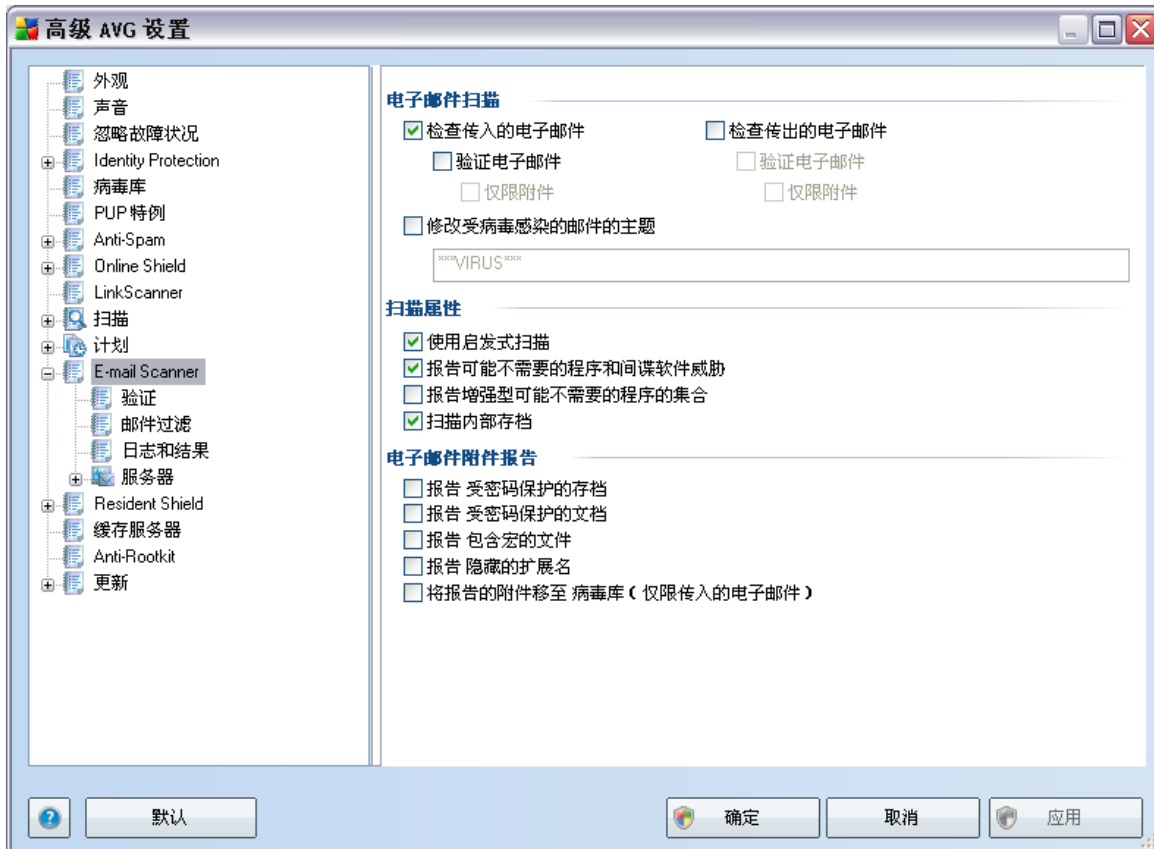 高级 AVG 设置
外观
声音
忽略故障状况
Identity Protection
病毒库
PUP 特例
Anti-Spam
Online Shield
LinkScanner
扫描
计划
E-mail Scanner
验证
邮件过滤
日志和结果
服务器
Resident Shield
缓存服务器
Anti-Rootkit
更新
电子邮件扫描
检查传入的电子邮件 检查传出的电子邮件
验证电子邮件 验证电子邮件
仅限附件 仅限附件
修改受病毒感染的邮件的主题
***VIRUS***
扫描属性
使用启发式扫描
报告可能不需要的程序和间谍软件威胁
报告增强型可能不需要的程序的集合
扫描内部存档
电子邮件附件报告
报告 受密码保护的存档
报告 受密码保护的文档
报告 包含宏的文件
报告 隐藏的扩展名
将报告的附件移至 病毒库（仅限传入的电子邮件）
默认 确定 取消 应用